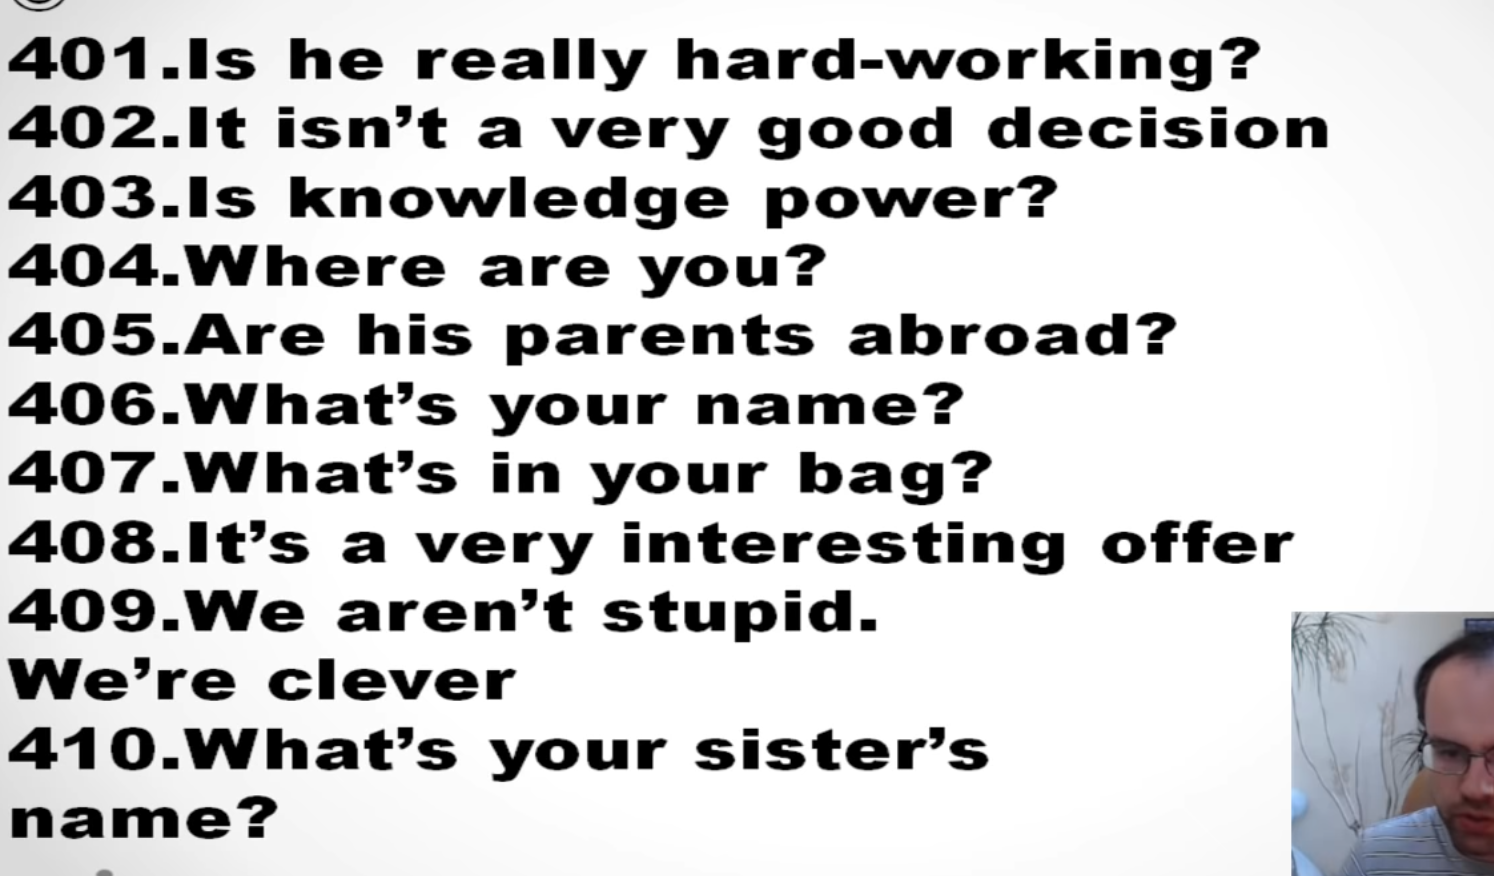 401.Is he really hard-working?
402.It isn’t a very good decision
403.Is knowledge power?
404.Where are you?
405.Are his parents abroad?
406.What’s your name?
407.What’s in your bag?
408.It’s a very interesting offer
409.We aren’t stupid.
We’re clever
410.What’s your sister’s
name?